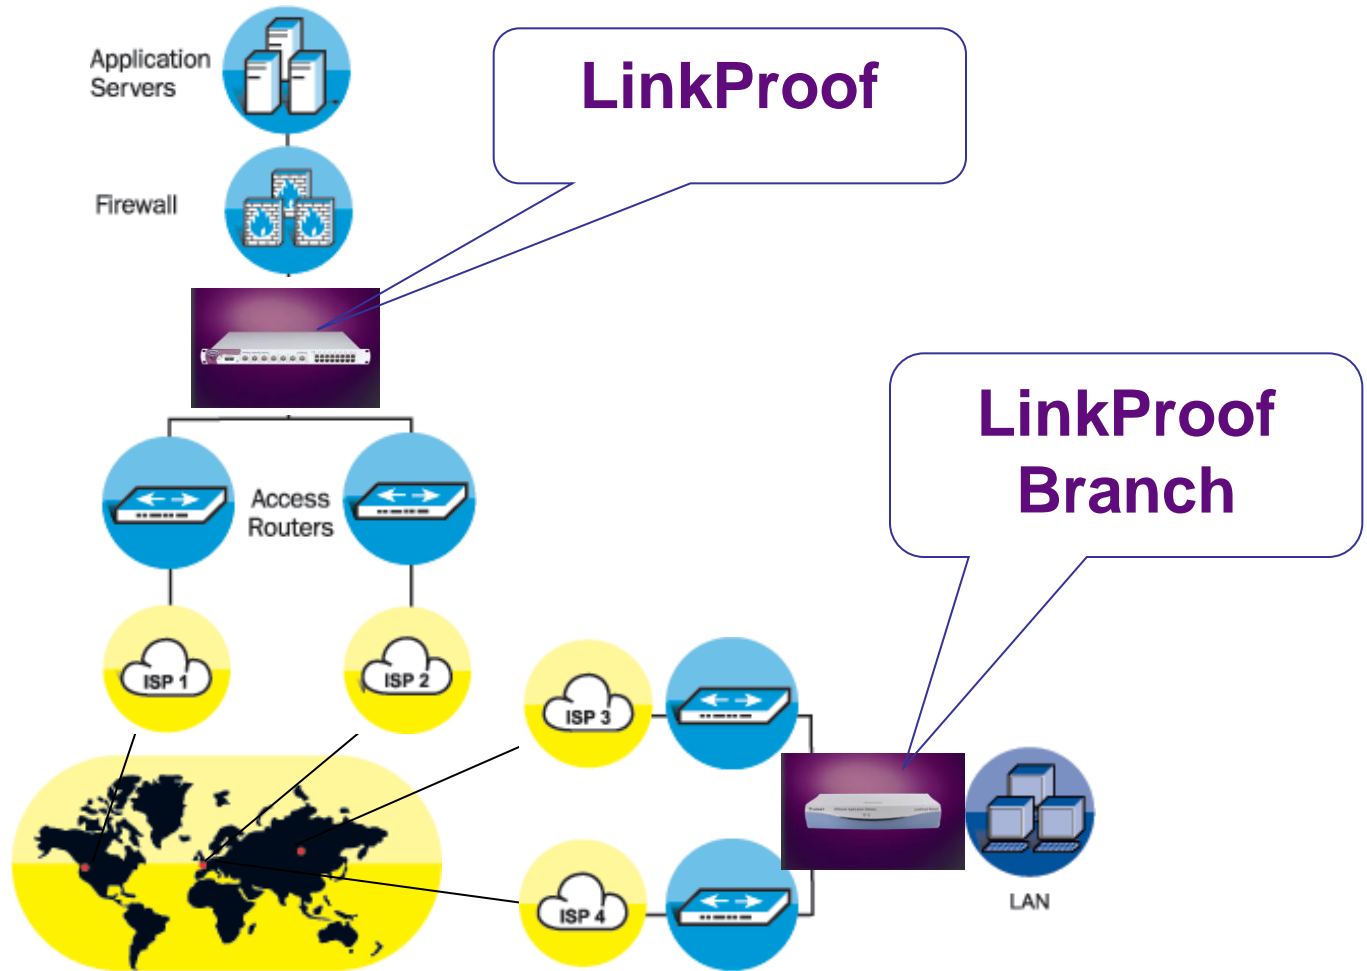 Application
Servers
LinkProof
Firewall
LinkProof
Branch
Access
Routers
ISP 1
ISP 2
ISP 3
ISP 4
LAN